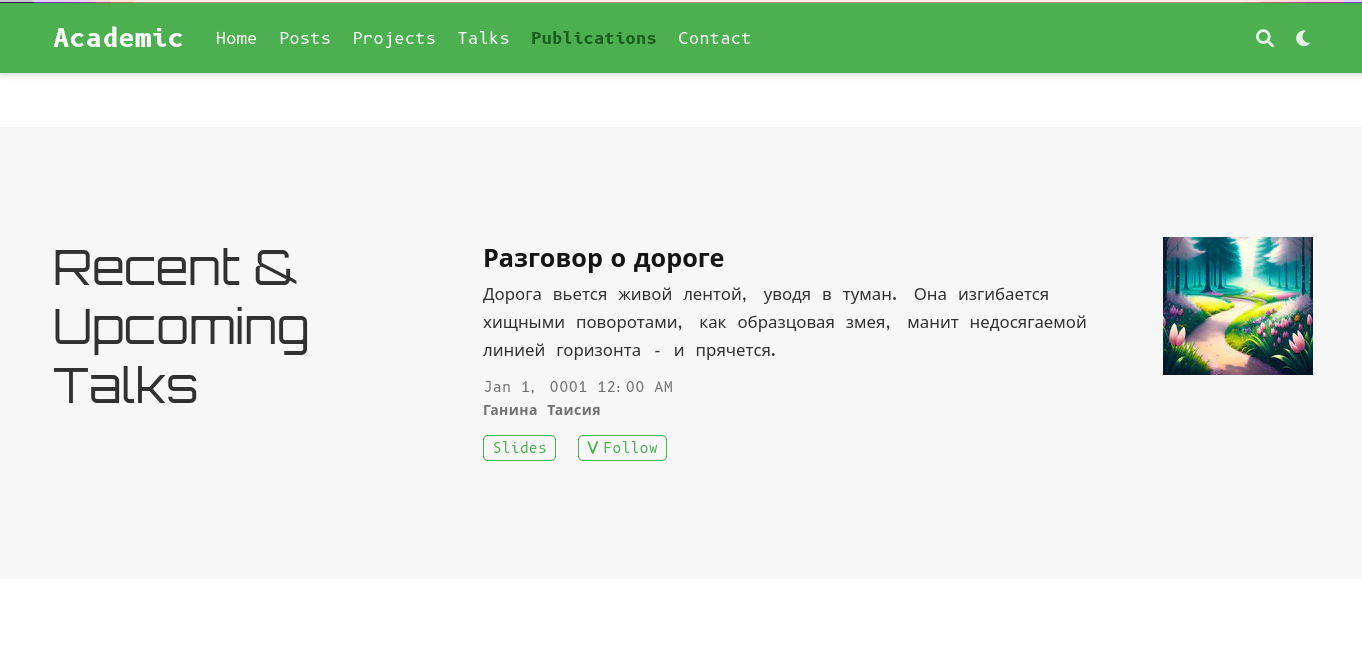 Academic Home Posts Projects Talks Publications Contact
Recent &
Upcoming
Talks
Разговор о дороге
Дорога вьется живой лентой, уводя в туман. Она изгибается
хищными поворотами, как образцовая змея, манит недосягаемой
линией горизонта - и прячется.
Jan 1, 0001 12:00 AM
Ганина Таисия
Slides Follow